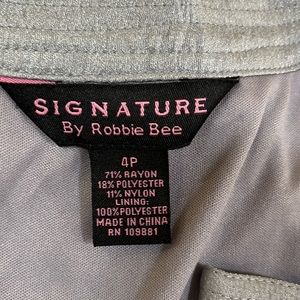 SIGNATURE
By Robbie Bee
4P
71% RAYON
18% POLYESTER
11% NYLON
LINING:
100% POLYESTER
MADE IN CHINA
RN 109881